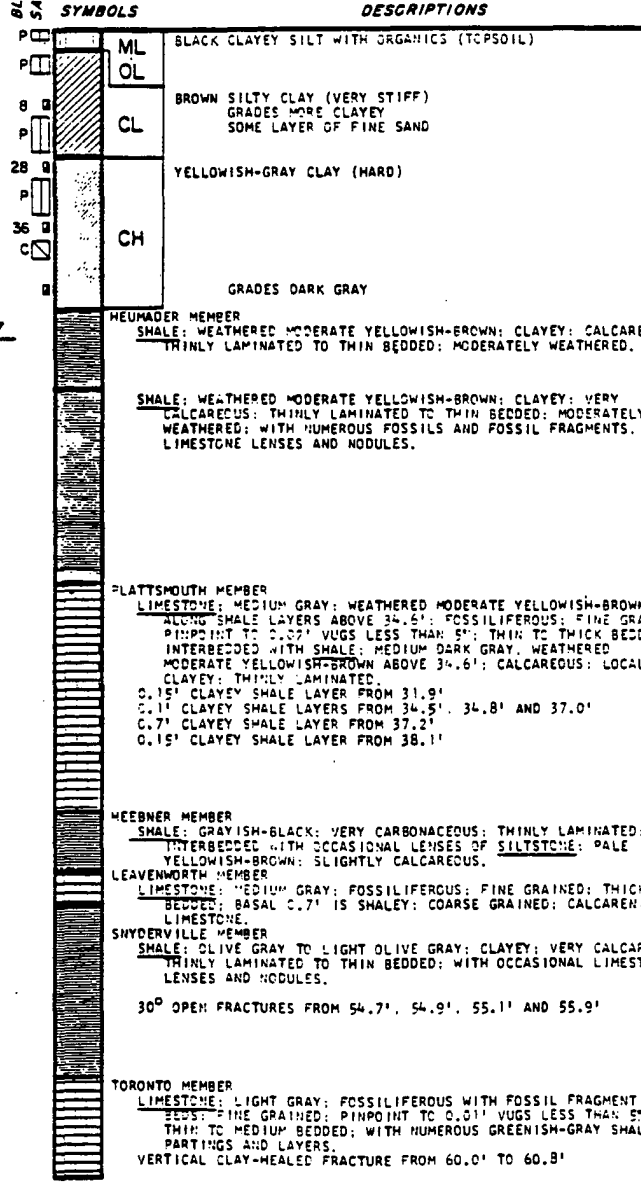 BL
SA
SYMBOLS
DESCRIPTIONS
P
ML
OL
BLACK CLAYEY SILT WITH ORGANICS (TOPSOIL)
P
8
P
CL
BROWN SILTY CLAY (VERY STIFF)
GRADES MORE CLAYEY
SOME LAYER OF FINE SAND
28
P
YELLOWISH-GRAY CLAY (HARD)
36
C
CH
GRADES DARK GRAY
HEUMADER MEMBER
SHALE: WEATHERED MODERATE YELLOWISH-BROWN: CLAYEY: CALCARE
THINLY LAMINATED TO THIN BEDDED: MODERATELY WEATHERED.
SHALE: WEATHERED MODERATE YELLOWISH-BROWN: CLAYEY: VERY
CALCAREOUS: THINLY LAMINATED TO THIN BEDDED: MODERATELY
WEATHERED: WITH NUMEROUS FOSSILS AND FOSSIL FRAGMENTS.
LIMESTONE LENSES AND NODULES.
PLATTSMOUTH MEMBER
LIMESTONE: MEDIUM GRAY: WEATHERED MODERATE YELLOWISH-BROWN
ALONG SHALE LAYERS ABOVE 34.6': FOSSILIFEROUS: FINE GRA
PINPOINT TO 0.02' VUGS LESS THAN 5%: THIN TO THICK BEDD
INTERBEDDED WITH SHALE: MEDIUM DARK GRAY. WEATHERED
MODERATE YELLOWISH-BROWN ABOVE 34.6': CALCAREOUS: LOCAL
CLAYEY: THINLY LAMINATED.
0.15' CLAYEY SHALE LAYER FROM 31.9'
0.1' CLAYEY SHALE LAYERS FROM 34.5', 34.8' AND 37.0'
0.7' CLAYEY SHALE LAYER FROM 37.2'
0.15' CLAYEY SHALE LAYER FROM 38.1'
HEEBNER MEMBER
SHALE: GRAYISH-BLACK: VERY CARBONACEOUS: THINLY LAMINATED:
INTERBEDDED WITH OCCASIONAL LENSES OF SILTSTONE: PALE
YELLOWISH-BROWN: SLIGHTLY CALCAREOUS.
LEAVENWORTH MEMBER
LIMESTONE: MEDIUM GRAY: FOSSILIFEROUS: FINE GRAINED: THICK
BEDDED; BASAL 0.7' IS SHALEY: COARSE GRAINED: CALCAREN
LIMESTONE.
SNYDERVILLE MEMBER
SHALE: OLIVE GRAY TO LIGHT OLIVE GRAY: CLAYEY: VERY CALCAR
THINLY LAMINATED TO THIN BEDDED: WITH OCCASIONAL LIMEST
LENSES AND NODULES.
30° OPEN FRACTURES FROM 54.7', 54.9', 55.1' AND 55.9'
TORONTO MEMBER
LIMESTONE: LIGHT GRAY: FOSSILIFEROUS WITH FOSSIL FRAGMENT
BEDS: FINE GRAINED: PINPOINT TO 0.01' VUGS LESS THAN 5%
THIN TO MEDIUM BEDDED; WITH NUMEROUS GREENISH-GRAY SHAL
PARTINGS AND LAYERS.
VERTICAL CLAY-HEALED FRACTURE FROM 60.0' TO 60.8'